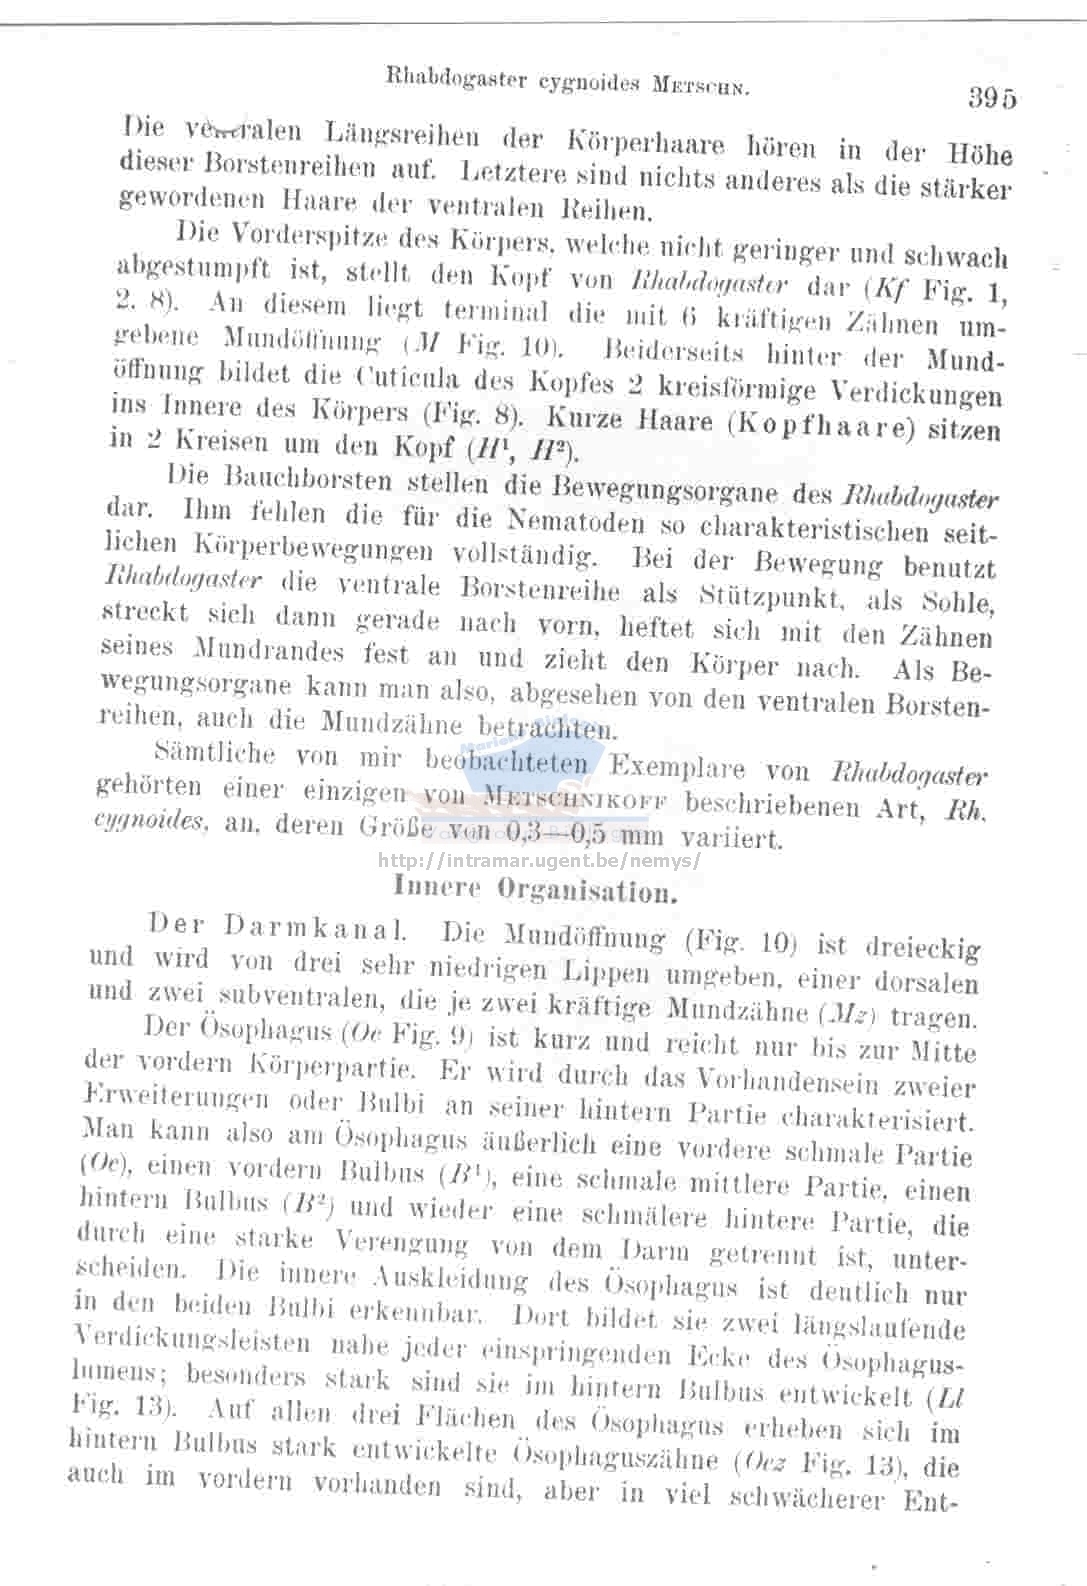 Rhabdogaster cygnoides METSCHN.
395
Die ventralen Längsreihen der Körperhaare hören in der Höhe
dieser Borstenreihen auf. Letztere sind nichts anderes als die stärker
gewordenen Haare der ventralen Reihen.
Die Vorderspitze des Körpers, welche nicht geringer und schwach
abgestumpft ist, stellt den Kopf von Rhabdogaster dar (Kf Fig. 1,
2. 8). An diesem liegt terminal die mit 6 kräftigen Zähnen um-
gebene Mundöffnung (M Fig. 10). Beiderseits hinter der Mund-
öffnung bildet die Cuticula des Kopfes 2 kreisförmige Verdickungen
ins Innere des Körpers (Fig. 8). Kurze Haare (Kopfhaare) sitzen
in 2 Kreisen um den Kopf (H¹, H²).
Die Bauchborsten stellen die Bewegungsorgane des Rhabdogaster
dar. Ihm fehlen die für die Nematoden so charakteristischen seit-
lichen Körperbewegungen vollständig. Bei der Bewegung benutzt
Rhabdogaster die ventrale Borstenreihe als Stützpunkt, als Sohle,
streckt sich dann gerade nach vorn, heftet sich mit den Zähnen
seines Mundrandes fest an und zieht den Körper nach. Als Be-
wegungsorgane kann man also, abgesehen von den ventralen Borsten-
reihen, auch die Mundzähne betrachten.
Sämtliche von mir beobachteten Exemplare von Rhabdogaster
gehörten einer einzigen von METSCHNIKOFF beschriebenen Art, Rh.
cygnoides, an, deren Größe von 0,3—0,5 mm variiert.
http://intramar.ugent.be/nemys/
Innere Organisation.
Der Darmkanal. Die Mundöffnung (Fig. 10) ist dreieckig
und wird von drei sehr niedrigen Lippen umgeben, einer dorsalen
und zwei subventralen, die je zwei kräftige Mundzähne (Mz) tragen.
Der Ösophagus (Oe Fig. 9) ist kurz und reicht nur bis zur Mitte
der vordern Körperpartie. Er wird durch das Vorhandensein zweier
Erweiterungen oder Bulbi an seiner hintern Partie charakterisiert.
Man kann also am Ösophagus äußerlich eine vordere schmale Partie
(Oe), einen vordern Bulbus (B¹), eine schmale mittlere Partie, einen
hintern Bulbus (B²) und wieder eine schmälere hintere Partie, die
durch eine starke Verengung von dem Darm getrennt ist, unter-
scheiden. Die innere Auskleidung des Ösophagus ist deutlich nur
in den beiden Bulbi erkennbar. Dort bildet sie zwei längslaufende
Verdickungsleisten nahe jeder einspringenden Ecke des Ösophagus-
lumens; besonders stark sind sie im hintern Bulbus entwickelt (Ll
Fig. 13). Auf allen drei Flächen des Ösophagus erheben sich im
hintern Bulbus stark entwickelte Ösophaguszähne (Oez Fig. 13), die
auch im vordern vorhanden sind, aber in viel schwächerer Ent-